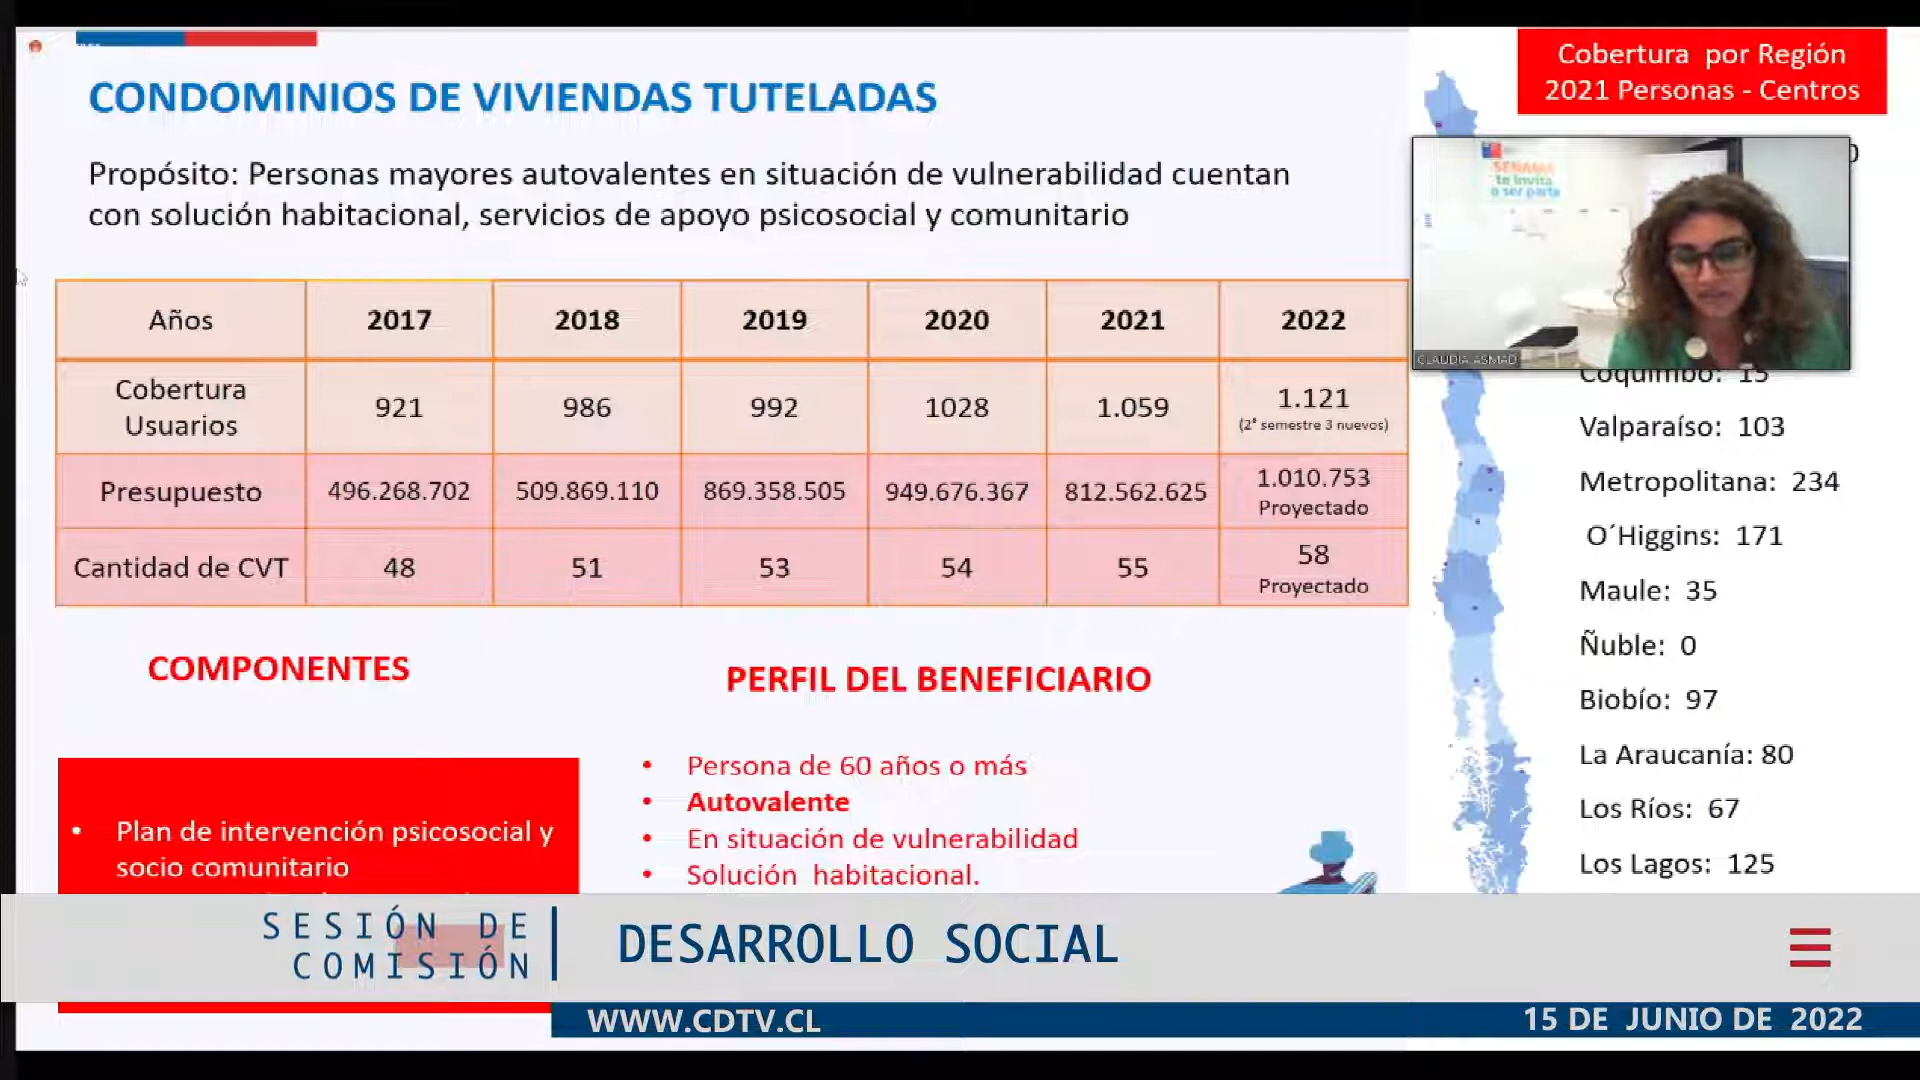 CONDOMINIOS DE VIVIENDAS TUTELADAS
Propósito: Personas mayores autovalentes en situación de vulnerabilidad cuentan
con solución habitacional, servicios de apoyo psicosocial y comunitario
Años 2017 2018 2019 2020 2021 2022
Cobertura Usuarios 921 986 992 1028 1.059 1.121
(2° semestre 3 nuevos)
Presupuesto 496.268.702 509.869.110 869.358.505 949.676.367 812.562.625 1.010.753
Proyectado
Cantidad de CVT 48 51 53 54 55 58
Proyectado
COMPONENTES
Plan de intervención psicosocial y
socio comunitario
PERFIL DEL BENEFICIARIO
• Persona de 60 años o más
• Autovalente
• En situación de vulnerabilidad
• Solución habitacional.
Cobertura por Región
2021 Personas - Centros
SENAMA
te invita
a ser parte
CLAUDIA ASMAD
Coquimbo: 15
Valparaíso: 103
Metropolitana: 234
O´Higgins: 171
Maule: 35
Ñuble: 0
Biobío: 97
La Araucanía: 80
Los Ríos: 67
Los Lagos: 125
SESIÓN DE
COMISIÓN
DESARROLLO SOCIAL
WWW.CDTV.CL
15 DE JUNIO DE 2022